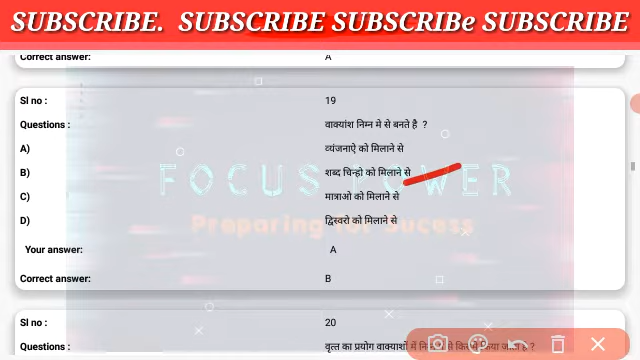 SUBSCRIBE. SUBSCRIBE SUBSCRIBe SUBSCRIBE
Correct answer: A
Sl no : 19
Questions : वाक्यांश निम्न मे से बनते है ?
A) व्यंजनाऐ को मिलाने से
B) शब्द चिन्हो को मिलाने से
C) मात्राओ को मिलाने से
D) द्विस्वरो को मिलाने से
FOCUS POWER
Preparing for Sucess
Your answer: A
Correct answer: B
Sl no : 20
Questions : वृत्त का प्रयोग वाक्याशों में